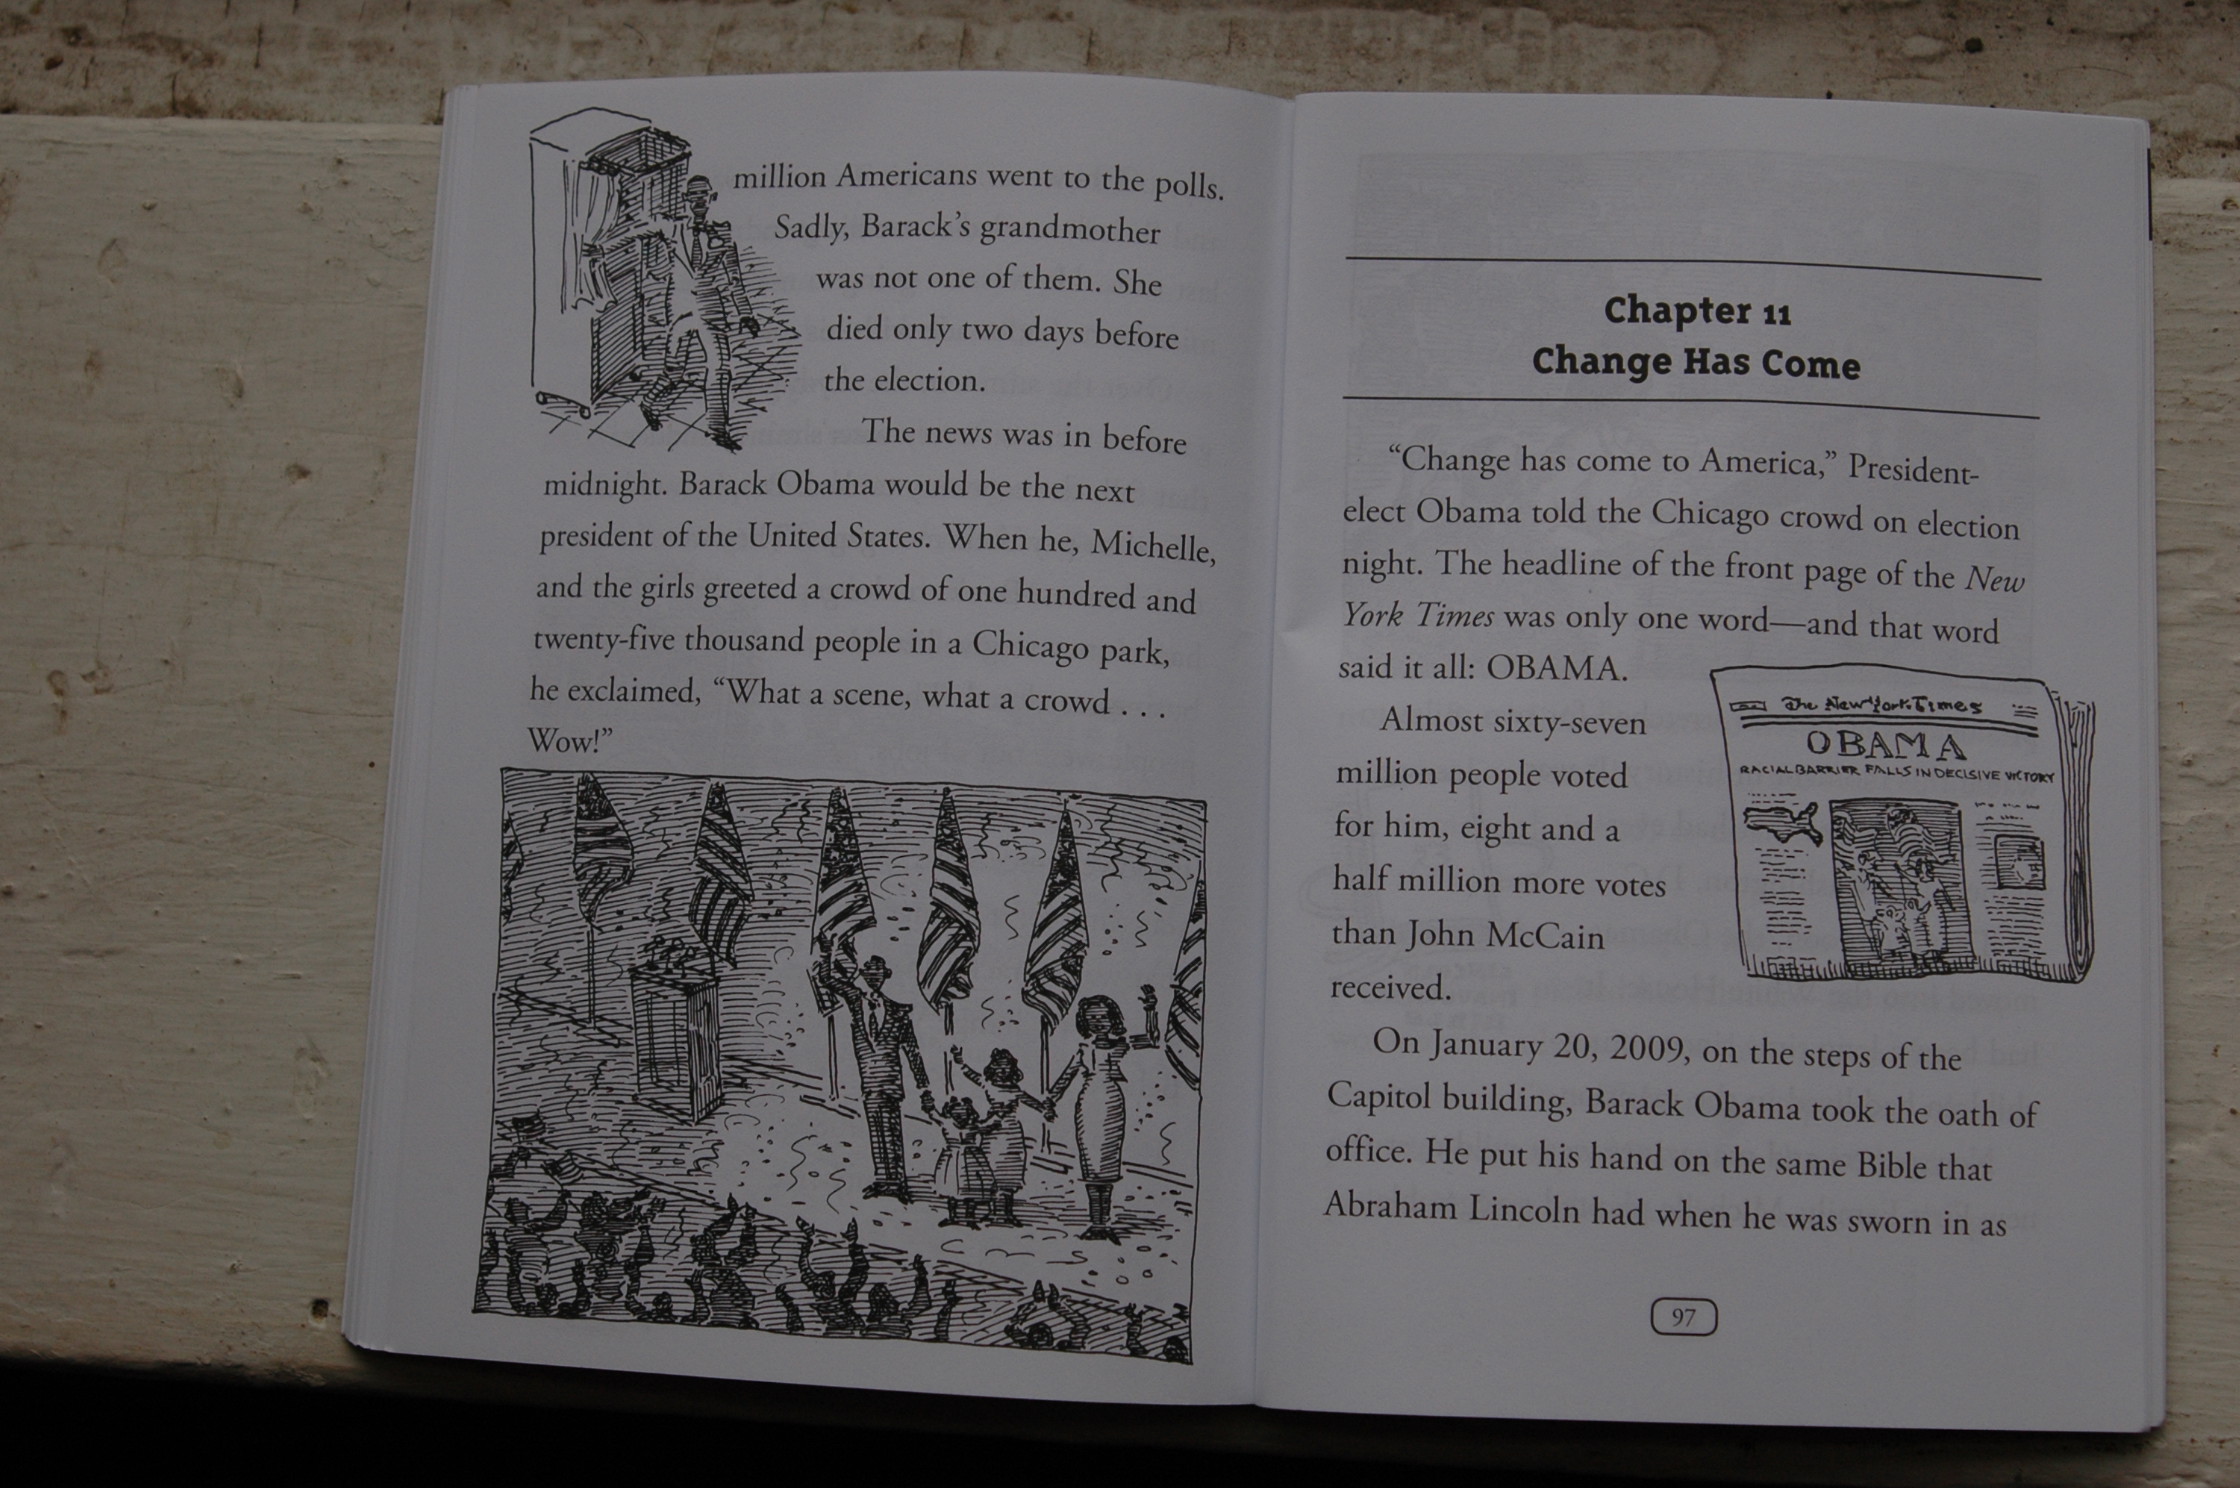 million Americans went to the polls.
Sadly, Barack's grandmother
was not one of them. She
died only two days before
the election.
The news was in before
midnight. Barack Obama would be the next
president of the United States. When he, Michelle,
and the girls greeted a crowd of one hundred and
twenty-five thousand people in a Chicago park,
he exclaimed, “What a scene, what a crowd . . .
Wow!”
Chapter 11
Change Has Come
“Change has come to America,” President-
elect Obama told the Chicago crowd on election
night. The headline of the front page of the New
York Times was only one word—and that word
said it all: OBAMA.
Almost sixty-seven
million people voted
for him, eight and a
half million more votes
than John McCain
received.
The New York Times
OBAMA
RACIAL BARRIER FALLS IN DECISIVE VICTORY
On January 20, 2009, on the steps of the
Capitol building, Barack Obama took the oath of
office. He put his hand on the same Bible that
Abraham Lincoln had when he was sworn in as
97